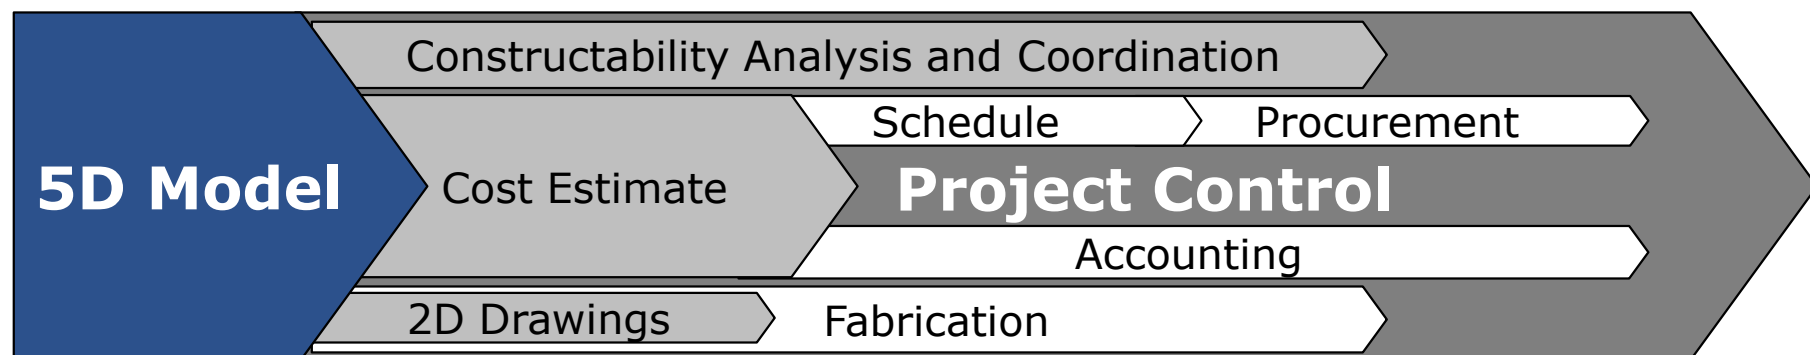 Constructability Analysis and Coordination
Schedule
Procurement
5D Model
Cost Estimate
Project Control
Accounting
2D Drawings
Fabrication